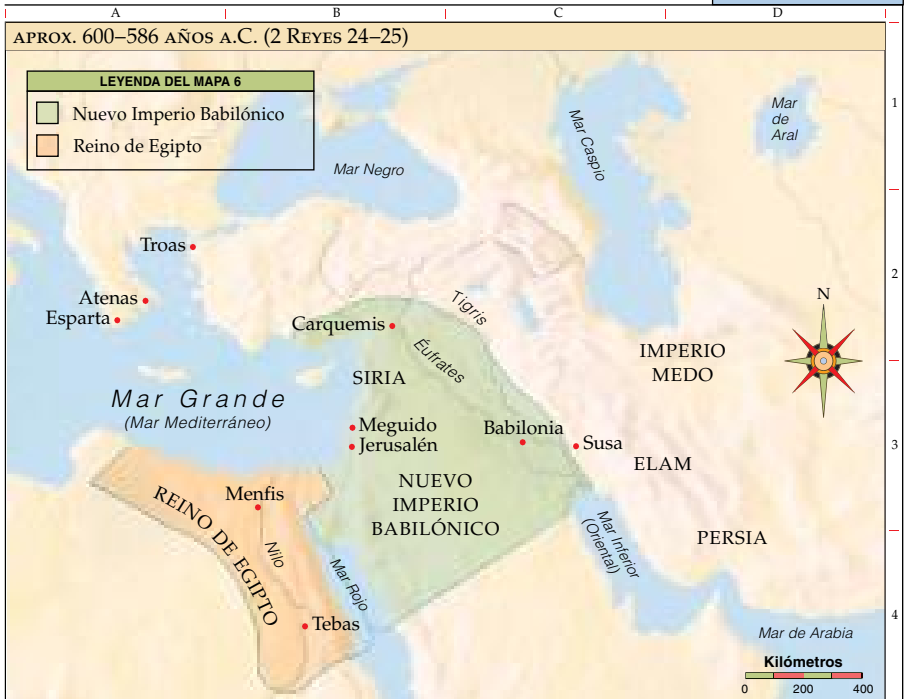 A B C D
APROX. 600–586 AÑOS A.C. (2 REYES 24–25)
LEYENDA DEL MAPA 6
Nuevo Imperio Babilónico
Reino de Egipto
Mar Negro
Mar Caspio
Mar
de
Aral
1
Troas
2
Atenas
Esparta
Tigris
Carquemis
Éufrates
N
IMPERIO
MEDO
SIRIA
Mar Grande
(Mar Mediterráneo)
Meguido
Jerusalén
Babilonia
Susa
3
ELAM
NUEVO
IMPERIO
BABILÓNICO
REINO DE EGIPTO
Menfis
Nilo
Mar Rojo
Mar Inferior
(Oriental)
PERSIA
Tebas
4
Mar de Arabia
Kilómetros
0 200 400